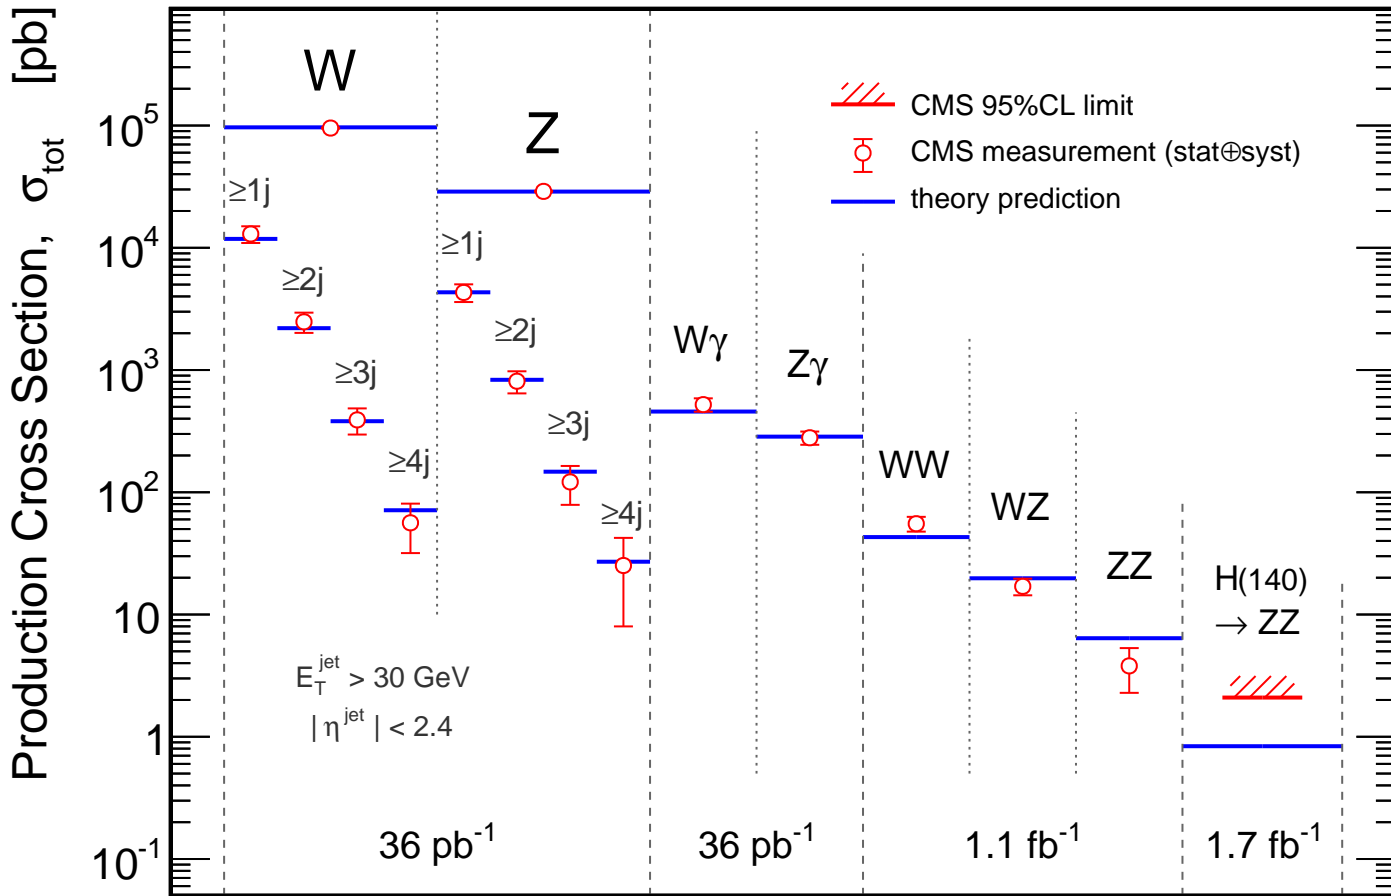 Production Cross Section, σ_tot [pb]
10^5
10^4
10^3
10^2
10
1
10^-1
W
≥1j
≥2j
≥3j
≥4j
Z
≥1j
≥2j
≥3j
≥4j
E_T^jet > 30 GeV
| η^jet | < 2.4
Wγ
Zγ
WW
WZ
ZZ
H(140)
→ ZZ
CMS 95%CL limit
CMS measurement (stat⊕syst)
theory prediction
36 pb^-1
36 pb^-1
1.1 fb^-1
1.7 fb^-1